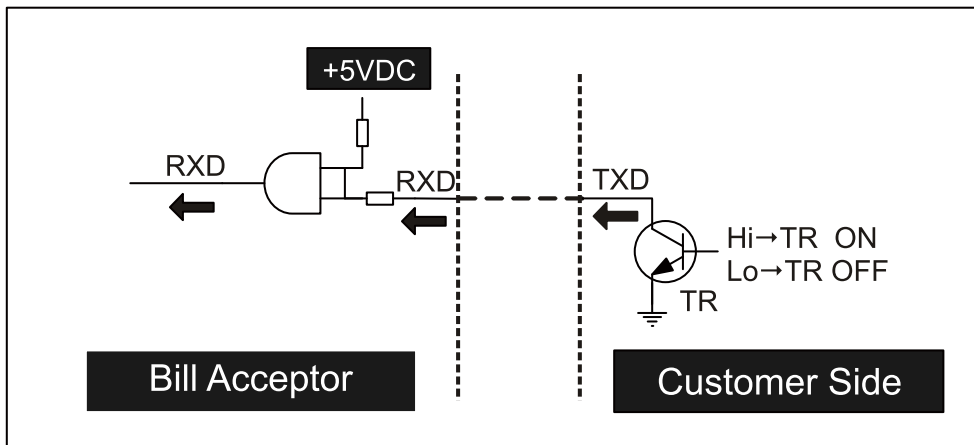 +5VDC
RXD
RXD
TXD
Hi→TR ON
Lo→TR OFF
TR
Bill Acceptor
Customer Side